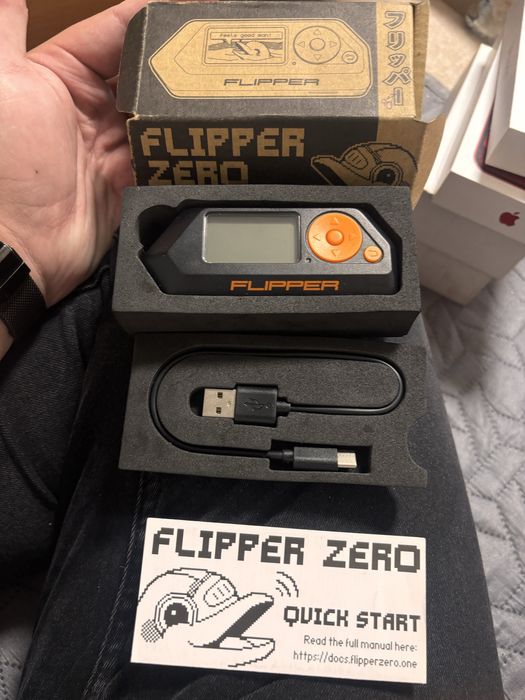 Feels good man!
FLIPPER
フリッパー
FLIPPER
ZERO
FLIPPER
FLIPPER ZERO
QUICK START
Read the full manual here:
https://docs.flipperzero.one